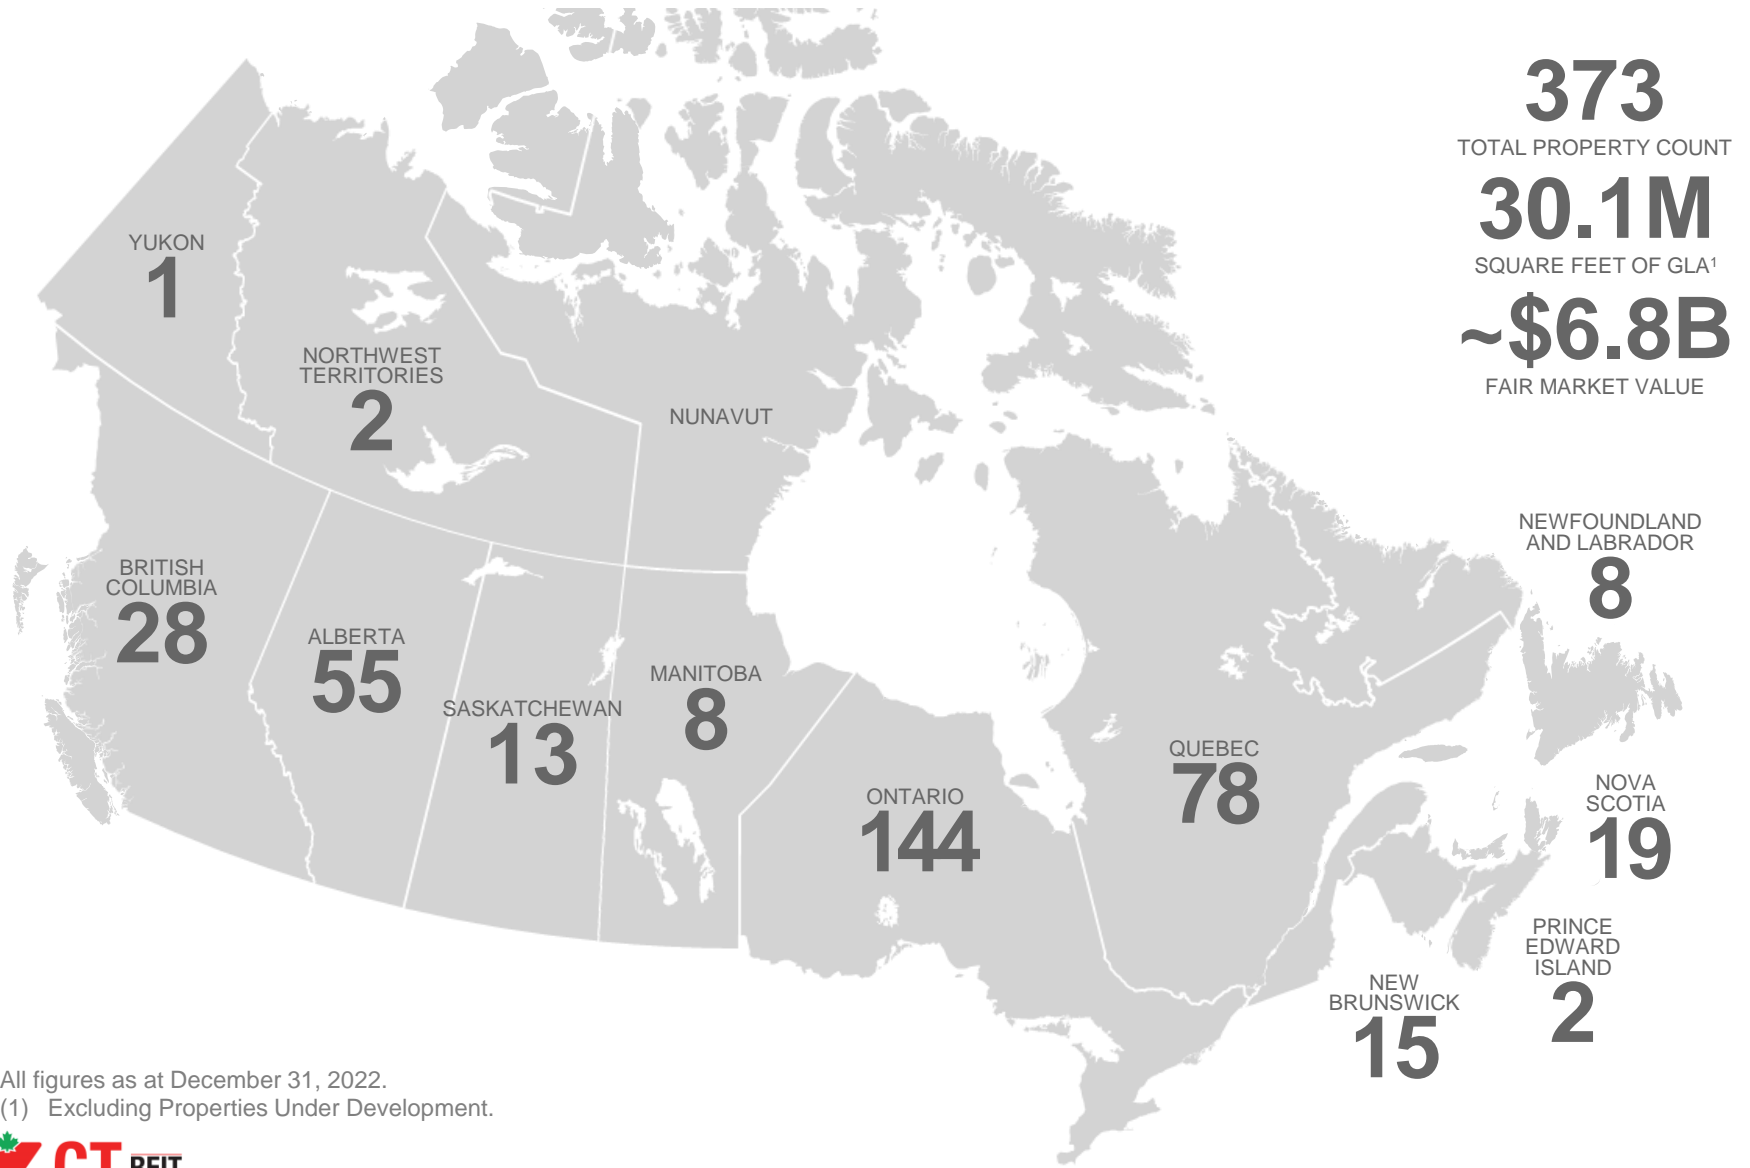 373
TOTAL PROPERTY COUNT
30.1M
SQUARE FEET OF GLA¹
~$6.8B
FAIR MARKET VALUE
YUKON
1
NORTHWEST
TERRITORIES
2
NUNAVUT
BRITISH
COLUMBIA
28
ALBERTA
55
SASKATCHEWAN
13
MANITOBA
8
ONTARIO
144
QUEBEC
78
NEWFOUNDLAND
AND LABRADOR
8
NOVA
SCOTIA
19
PRINCE
EDWARD
ISLAND
2
NEW
BRUNSWICK
15
All figures as at December 31, 2022.
(1) Excluding Properties Under Development.
CT REIT